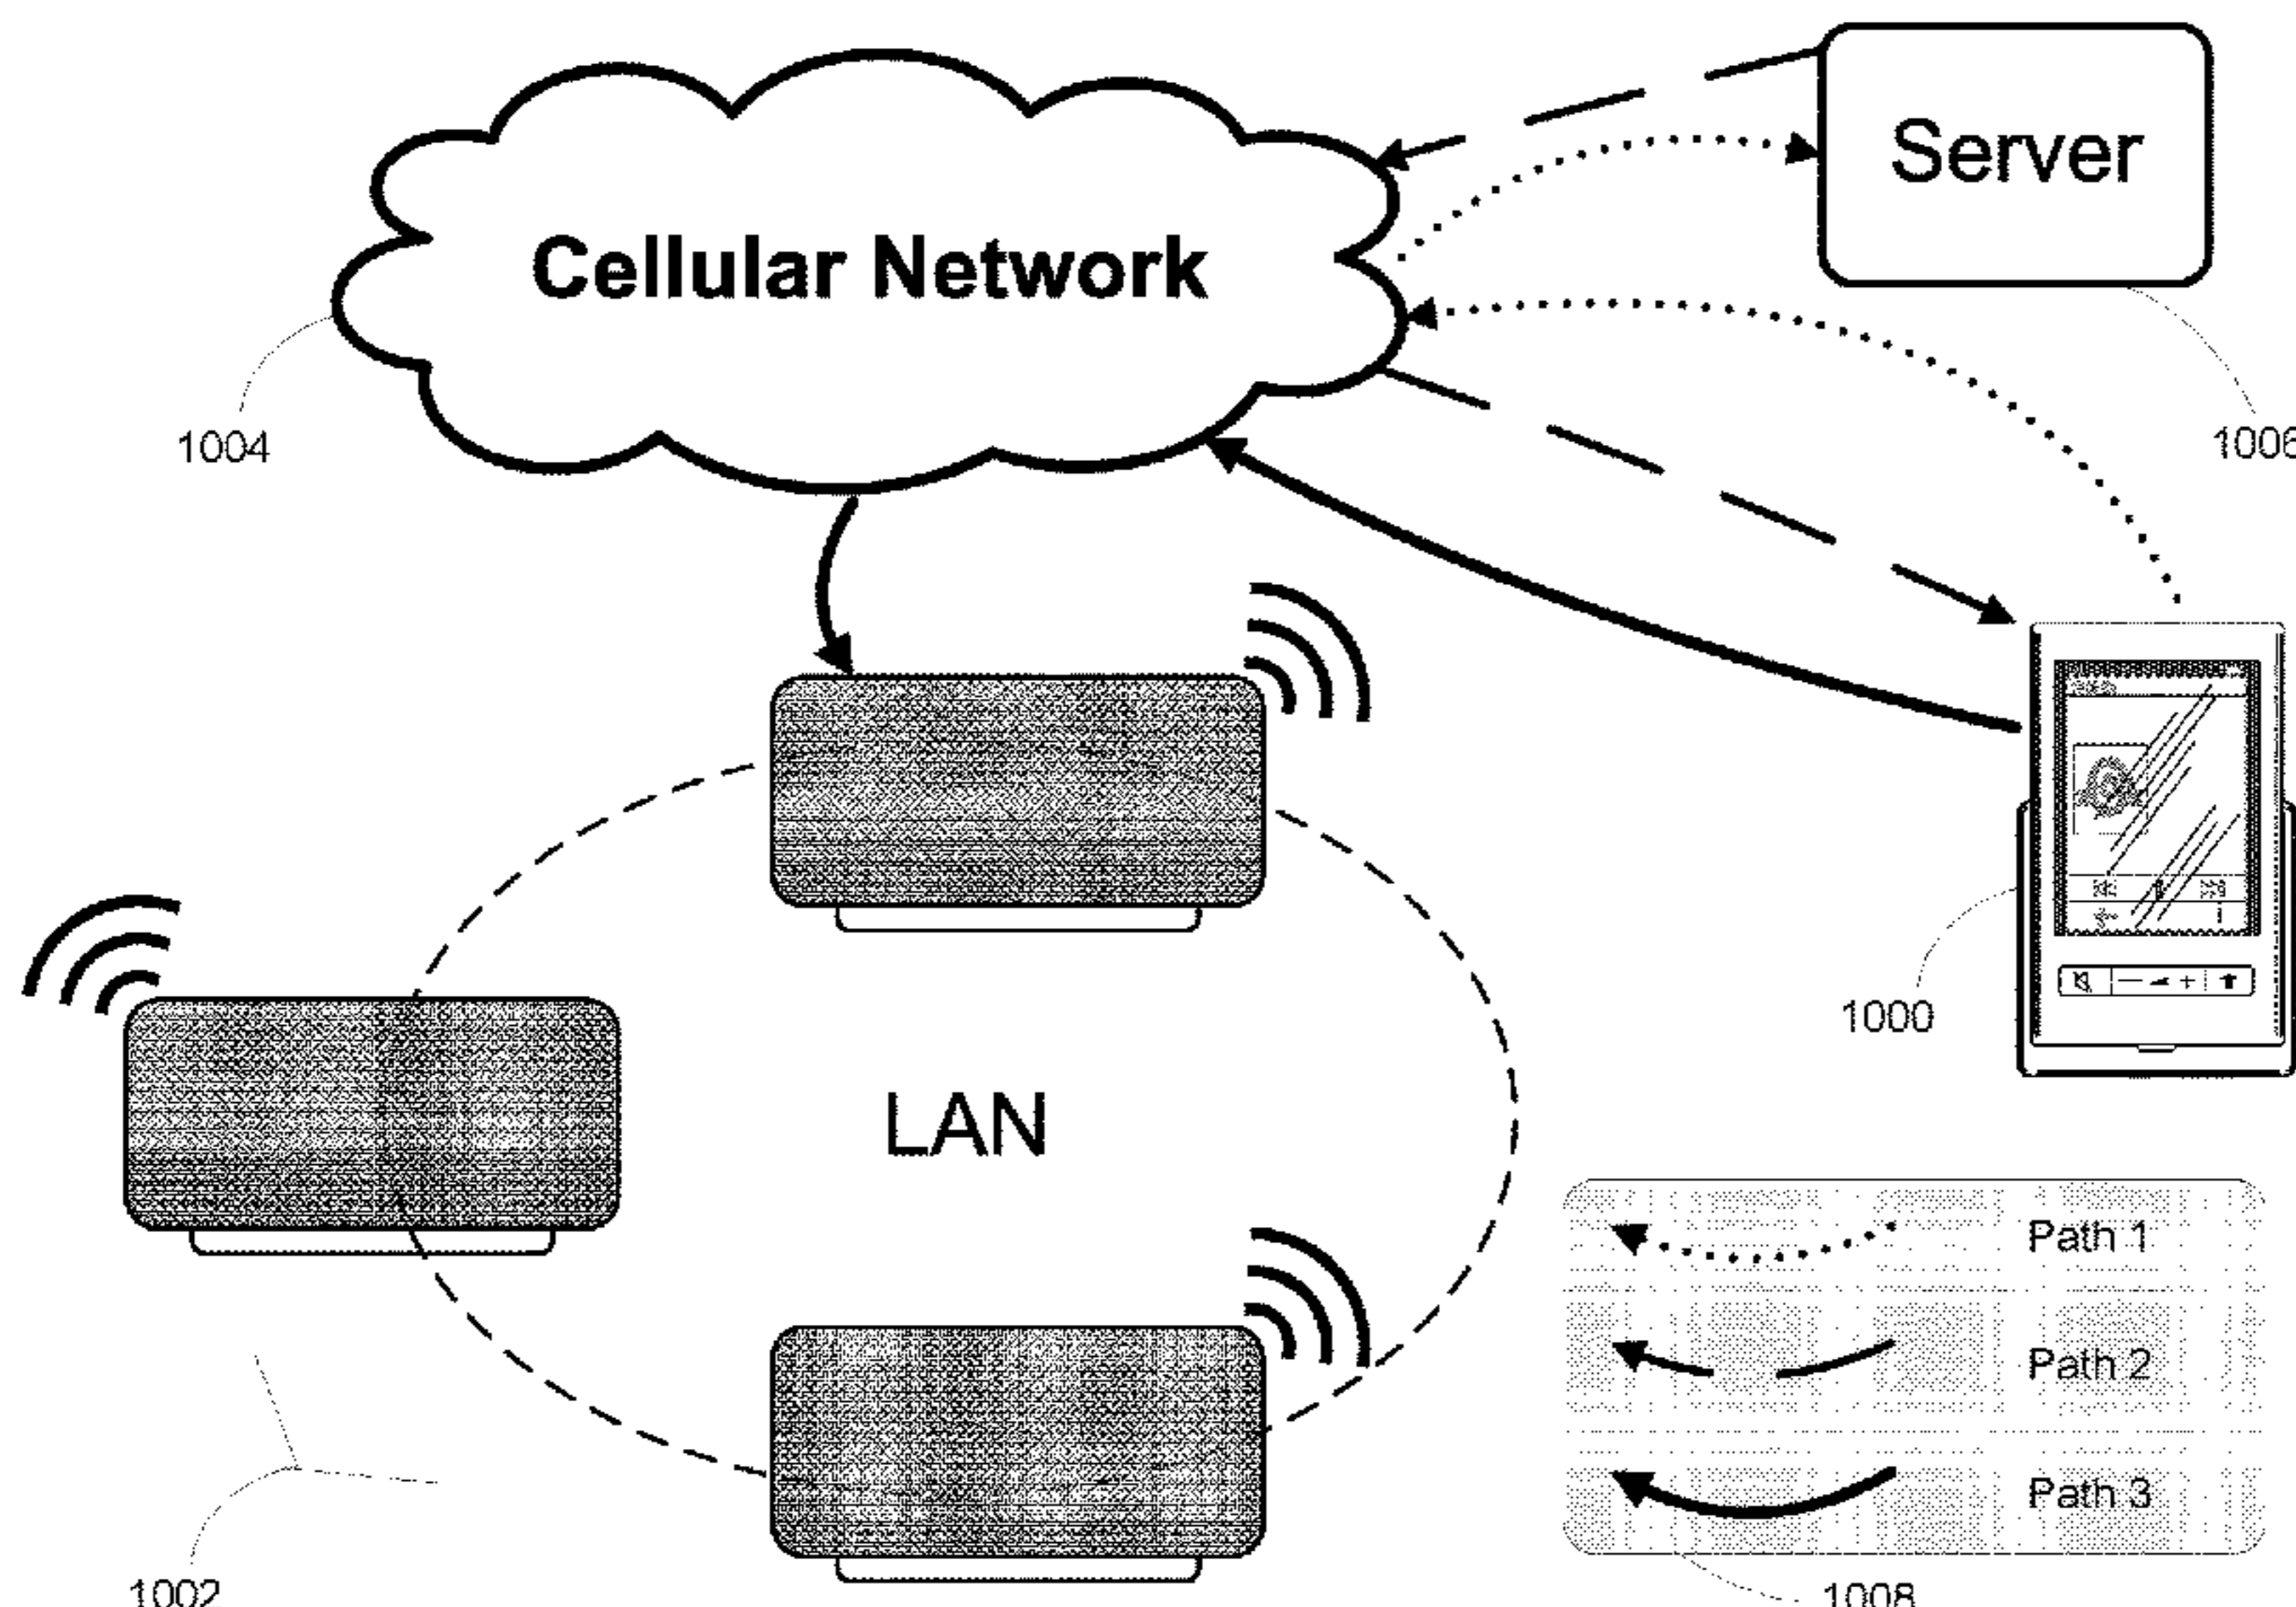 Server
Cellular Network
1004
1006
1000
LAN
Path 1
Path 2
Path 3
1002
1008